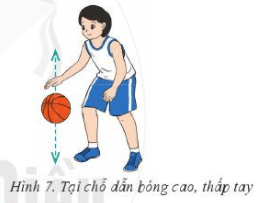 Hình 7. Tại chỗ dẫn bóng cao, thấp tay